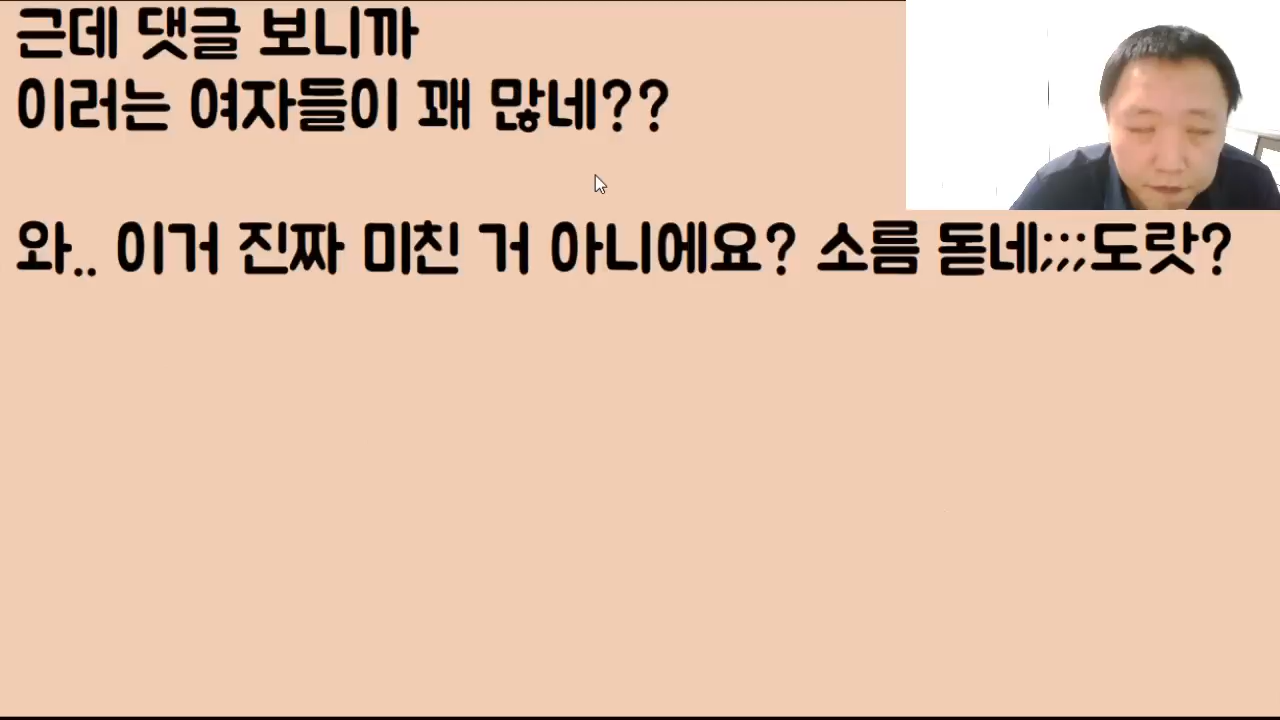 근데 댓글 보니까
이러는 여자들이 꽤 많네??
와.. 이거 진짜 미친 거 아니에요? 소름 돋네;;;도랏?